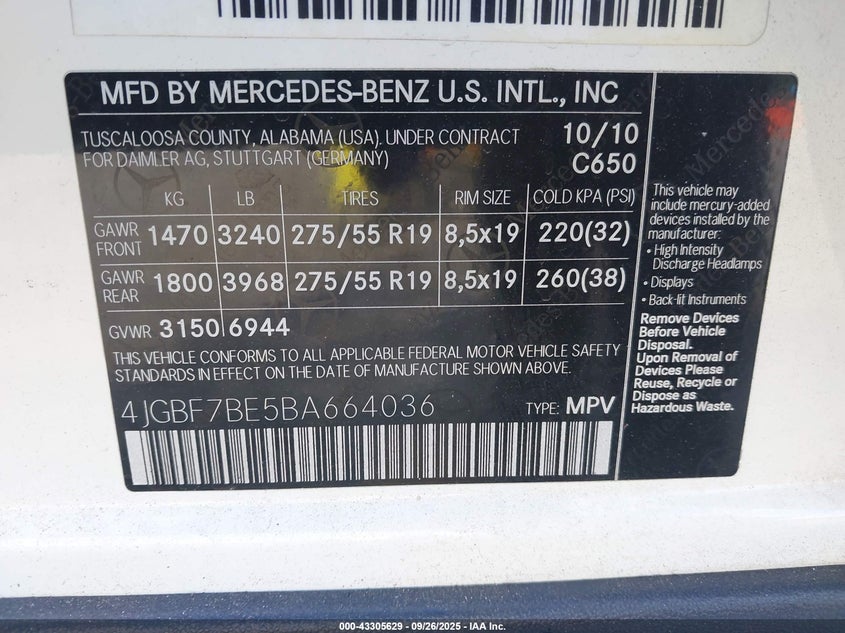 MFD BY MERCEDES-BENZ U.S. INTL., INC
TUSCALOOSA COUNTY, ALABAMA (USA). UNDER CONTRACT
FOR DAIMLER AG, STUTTGART (GERMANY)
10/10
C650
KG LB TIRES RIM SIZE COLD KPA (PSI)
GAWR FRONT 1470 3240 275/55 R19 8,5x19 220(32)
GAWR REAR 1800 3968 275/55 R19 8,5x19 260(38)
GVWR 3150 6944
THIS VEHICLE CONFORMS TO ALL APPLICABLE FEDERAL MOTOR VEHICLE SAFETY
STANDARDS IN EFFECT ON THE DATE OF MANUFACTURE SHOWN ABOVE.
4JGBF7BE5BA664036 TYPE: MPV
This vehicle may
include mercury-added
devices installed by the
manufacturer:
• High Intensity
Discharge Headlamps
• Displays
• Back-lit Instruments
Remove Devices
Before Vehicle
Disposal.
Upon Removal of
Devices Please
Reuse, Recycle or
Dispose as
Hazardous Waste.
000-43305629 09/26/2025 - IAA Inc.